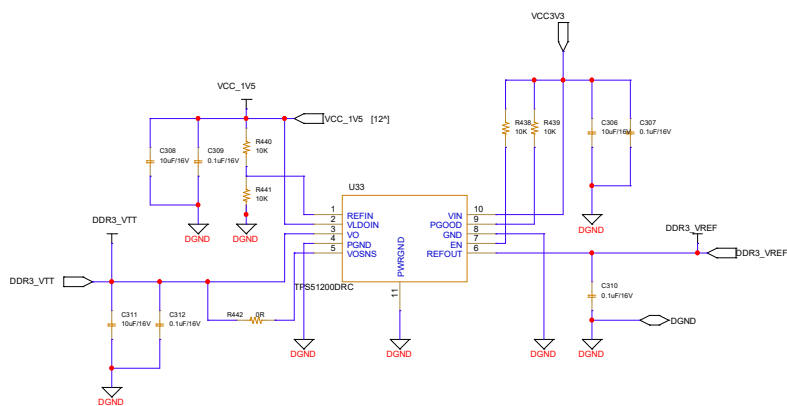 VCC3V3
VCC_1V5
VCC_1V5 [12^]
C308
10uF/16V
C309
0.1uF/16V
R440
10K
R441
10K
R438
10K
R439
10K
C306
10uF/16V
C307
0.1uF/16V
DGND
DGND
DGND
U33
1 REFIN
2 VLDOIN
3 VO
4 PGND
5 VOSNS
VIN 10
PGOOD 9
GND 8
EN 7
REFOUT 6
PWRGND
11
TPS51200DRC
DDR3_VTT
DDR3_VTT
DDR3_VREF
DDR3_VREF
C311
10uF/16V
C312
0.1uF/16V
R442 0R
C310
0.1uF/16V
DGND
DGND
DGND
DGND
DGND
DGND